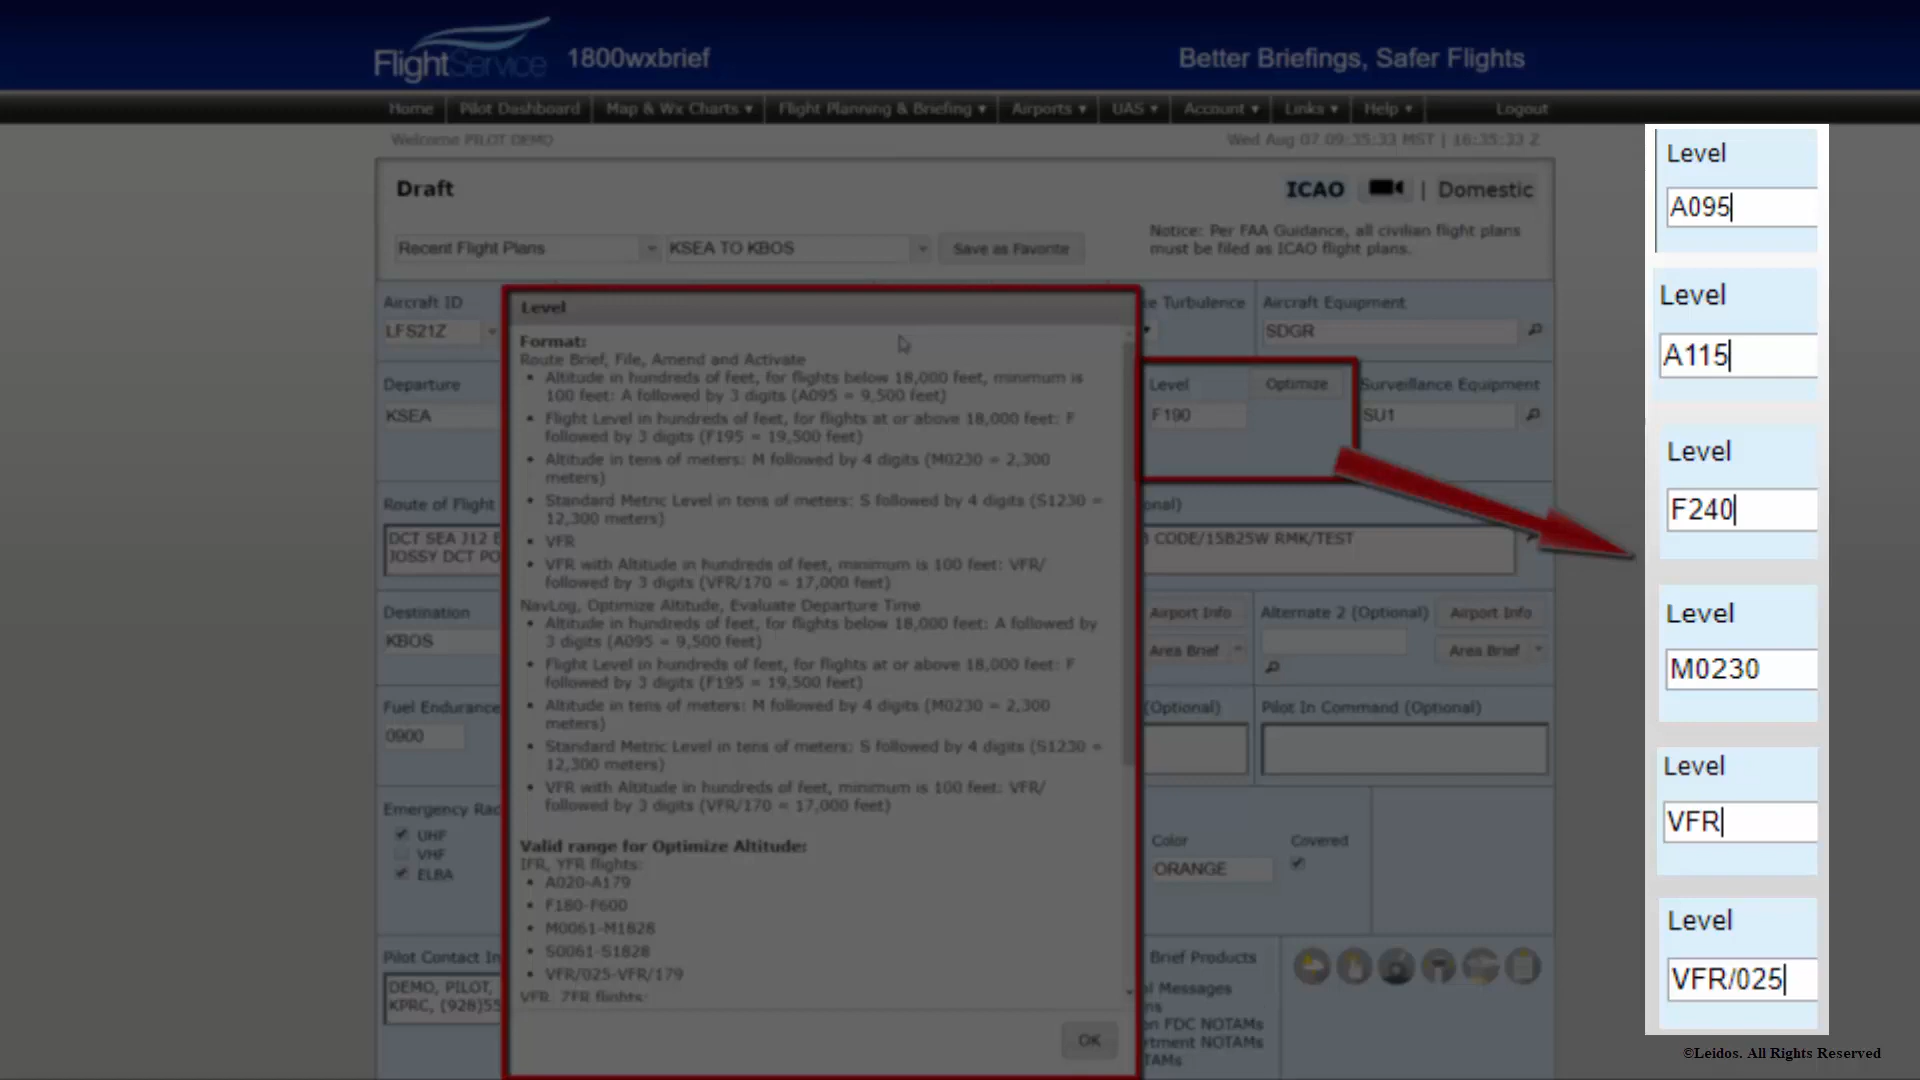 FlightService 1800wxbrief
Better Briefings, Safer Flights
Home Pilot Dashboard Map & Wx Charts Flight Planning & Briefing Airports UAS Account Links Help Logout
Welcome PILOT DEMO
Wed Aug 07 09:35:33 MST | 16:35:33 Z
Draft
ICAO | Domestic
Recent Flight Plans KSEA TO KBOS Save as Favorite
Notice: Per FAA Guidance, all civilian flight plans
must be filed as ICAO flight plans.
Aircraft ID
LFS21Z
Turbulence
Aircraft Equipment
SDGR
Departure
KSEA
Level Optimize
F190
Surveillance Equipment
SU1
Route of Flight
DCT SEA J12
JOSSY DCT
CODE/15B25W RMK/TEST
Destination
KBOS
Airport Info
Area Brief
Alternate 2 (Optional) Airport Info
Area Brief
Fuel Endurance
0900
(Optional)
Pilot In Command (Optional)
Emergency
UHF
VHF
ELBA
Color
ORANGE
Covered
Pilot Contact
DEMO, PILOT,
KPRC,
Brief Products
Messages
FDC NOTAMs
NOTAMs
Level
Format:
Route Brief, File, Amend and Activate
• Altitude in hundreds of feet, for flights below 18,000 feet, minimum is
100 feet: A followed by 3 digits (A095 = 9,500 feet)
• Flight Level in hundreds of feet, for flights at or above 18,000 feet: F
followed by 3 digits (F195 = 19,500 feet)
• Altitude in tens of meters: M followed by 4 digits (M0230 = 2,300
meters)
• Standard Metric Level in tens of meters: S followed by 4 digits (S1230 =
12,300 meters)
• VFR
• VFR with Altitude in hundreds of feet, minimum is 100 feet: VFR/
followed by 3 digits (VFR/170 = 17,000 feet)
NavLog, Optimize Altitude, Evaluate Departure Time
• Altitude in hundreds of feet, for flights below 18,000 feet: A followed by
3 digits (A095 = 9,500 feet)
• Flight Level in hundreds of feet, for flights at or above 18,000 feet: F
followed by 3 digits (F195 = 19,500 feet)
• Altitude in tens of meters: M followed by 4 digits (M0230 = 2,300
meters)
• Standard Metric Level in tens of meters: S followed by 4 digits (S1230 =
12,300 meters)
• VFR with Altitude in hundreds of feet, minimum is 100 feet: VFR/
followed by 3 digits (VFR/170 = 17,000 feet)
Valid range for Optimize Altitude:
IFR, YFR flights:
• A020-A179
• F180-F600
• M0061-M1828
• S0061-S1828
• VFR/025-VFR/179
VFR, ZFR flights:
OK
Level
A095
Level
A115
Level
F240
Level
M0230
Level
VFR
Level
VFR/025
©Leidos. All Rights Reserved